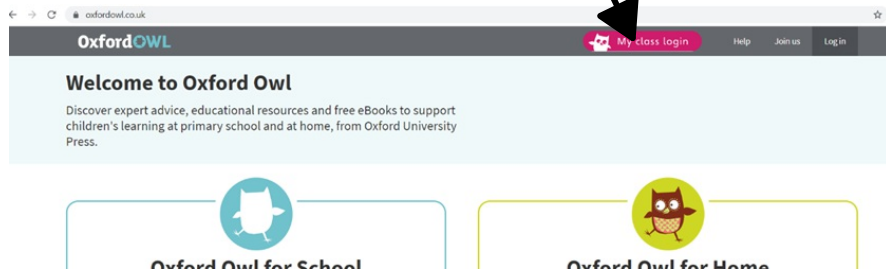 oxfordowl.co.uk
OxfordOWL
My class login
Help
Join us
Log in
Welcome to Oxford Owl
Discover expert advice, educational resources and free eBooks to support
children's learning at primary school and at home, from Oxford University
Press.
Oxford Owl for School
Oxford Owl for Home